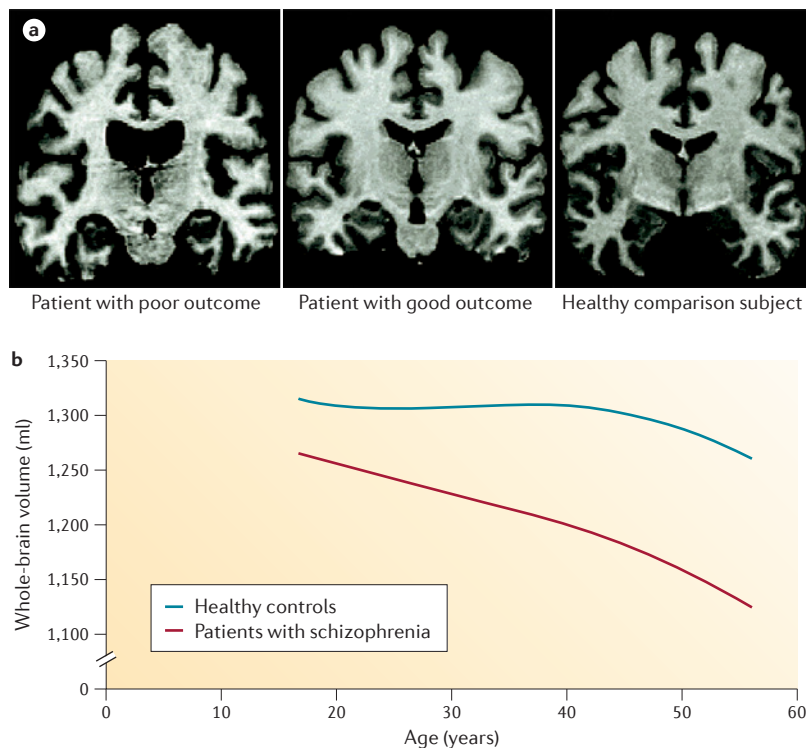 a
Patient with poor outcome
Patient with good outcome
Healthy comparison subject
b
Whole-brain volume (ml)
1,350
1,300
1,250
1,200
1,150
1,100
0
Healthy controls
Patients with schizophrenia
0 10 20 30 40 50 60
Age (years)